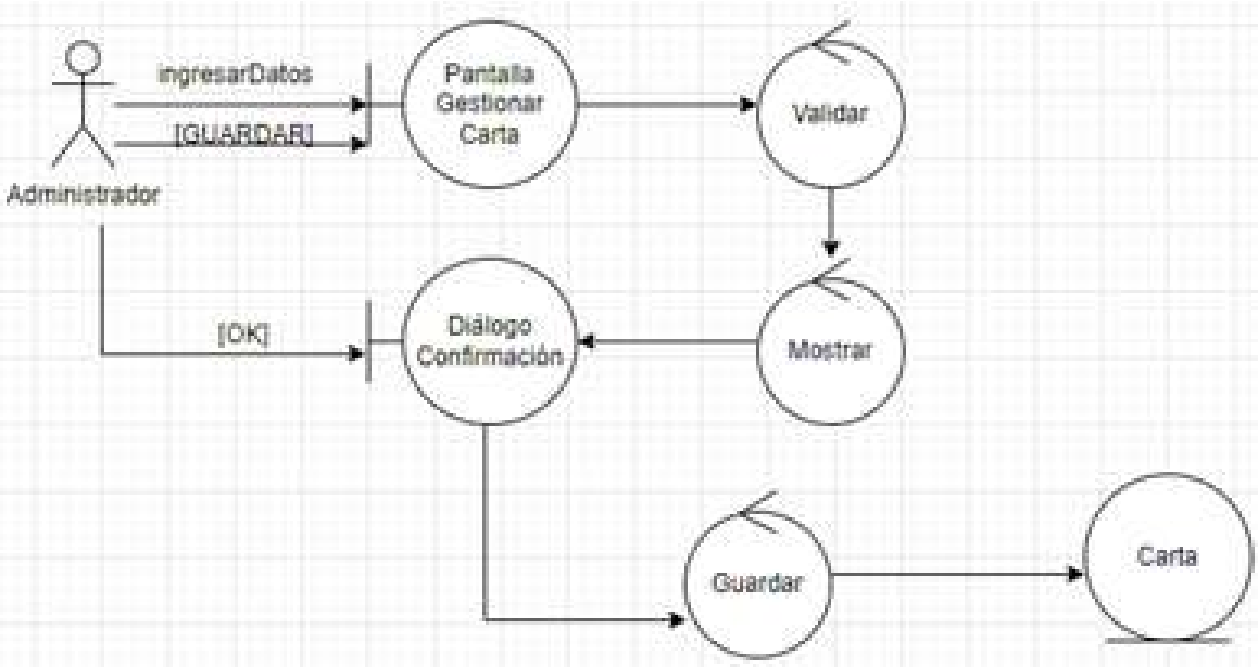 ingresarDatos
[GUARDAR]
Administrador
Pantalla
Gestionar
Carta
Validar
[OK]
Diálogo
Confirmación
Mostrar
Guardar
Carta